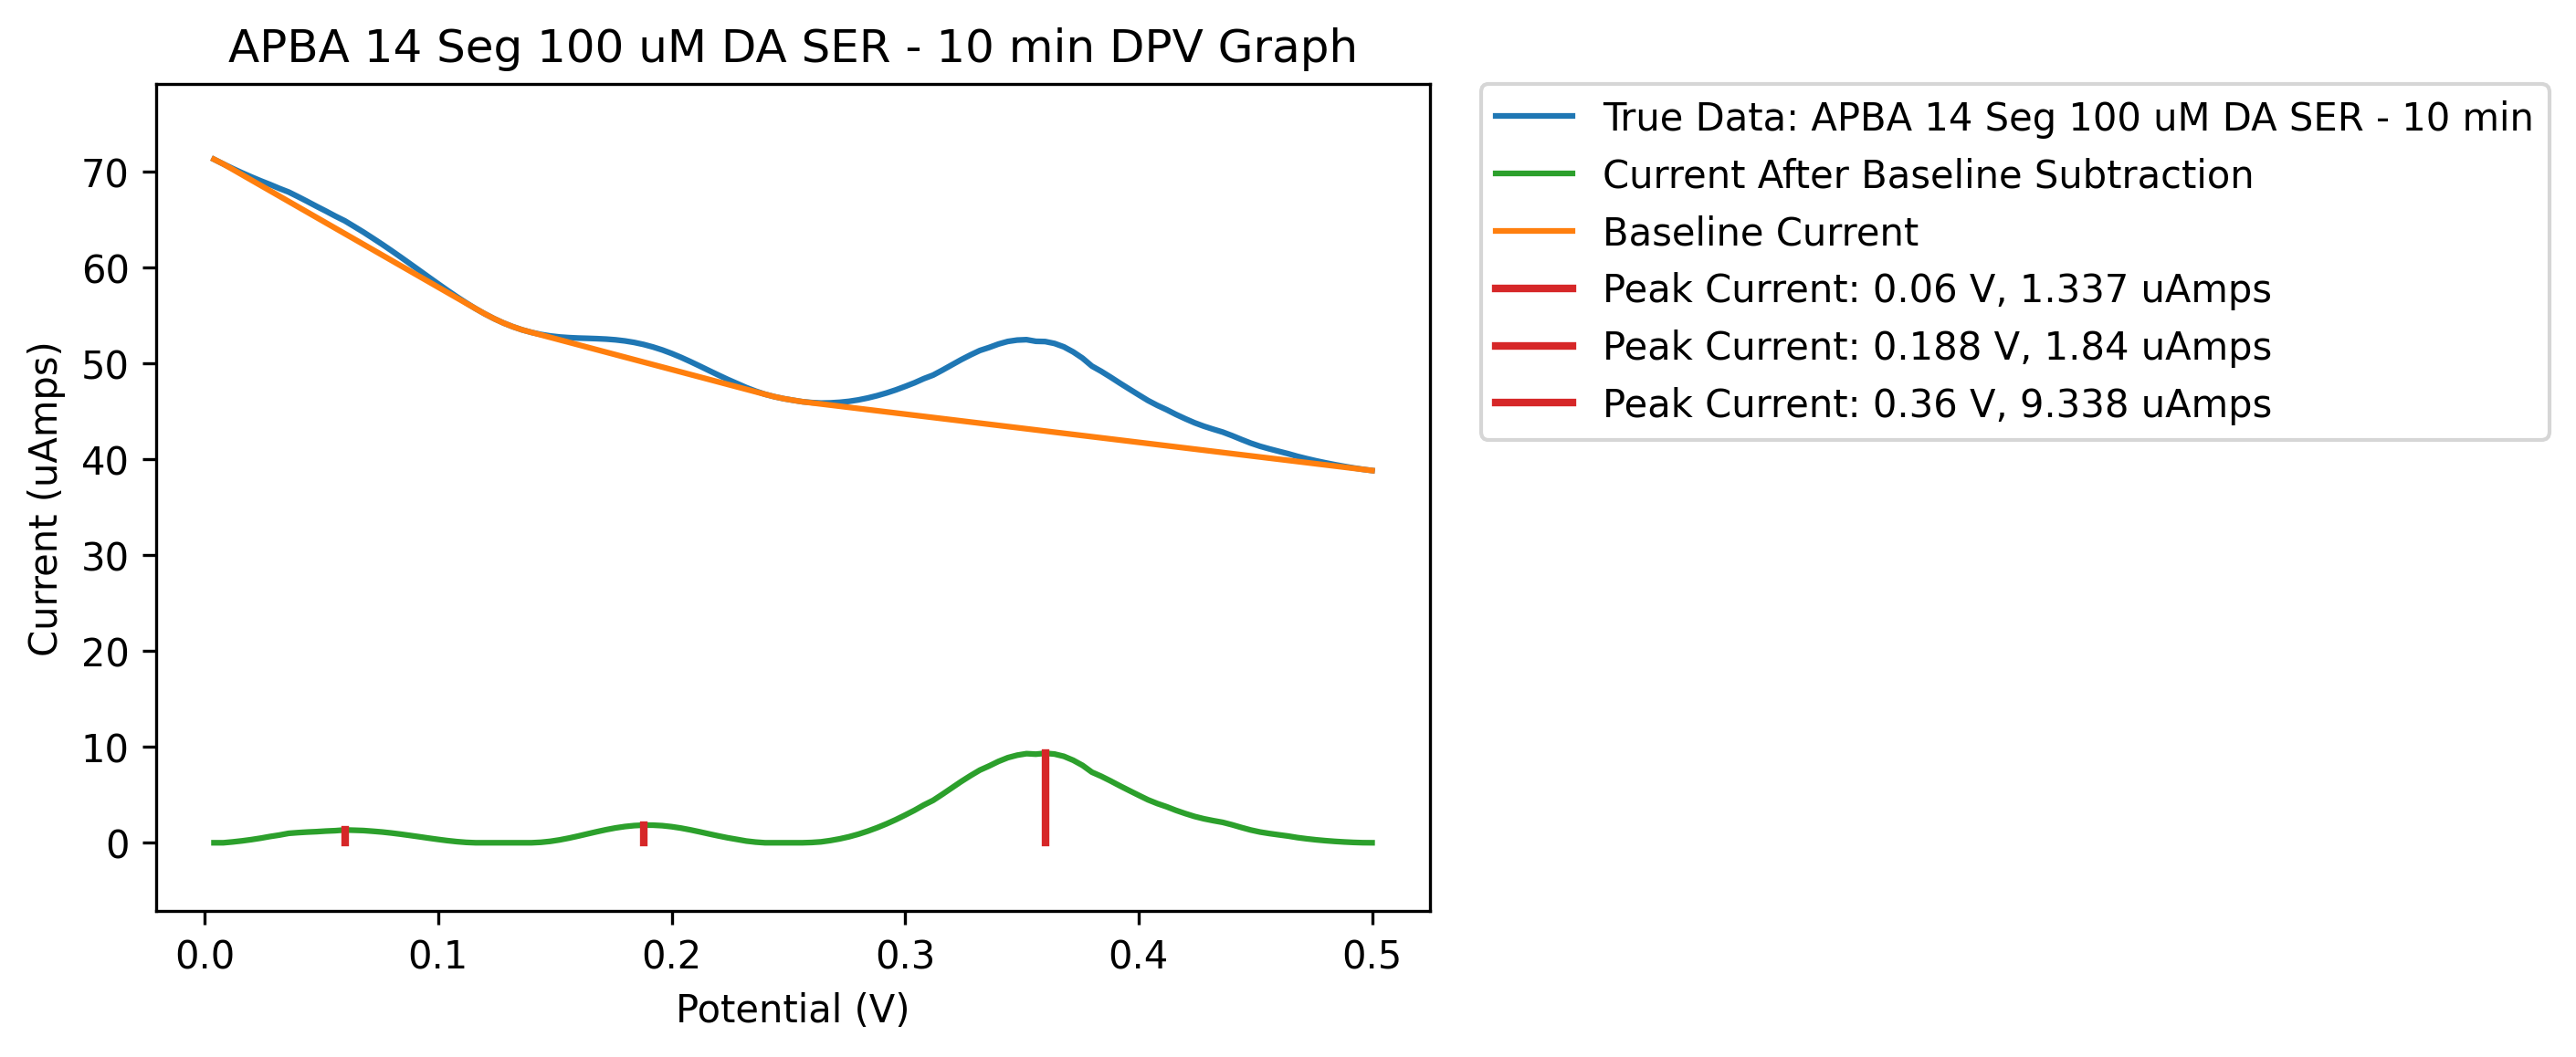 APBA 14 Seg 100 uM DA SER - 10 min DPV Graph
True Data: APBA 14 Seg 100 uM DA SER - 10 min
Current After Baseline Subtraction
Baseline Current
Peak Current: 0.06 V, 1.337 uAmps
Peak Current: 0.188 V, 1.84 uAmps
Peak Current: 0.36 V, 9.338 uAmps
Current (uAmps)
70
60
50
40
30
20
10
0
0.0 0.1 0.2 0.3 0.4 0.5
Potential (V)